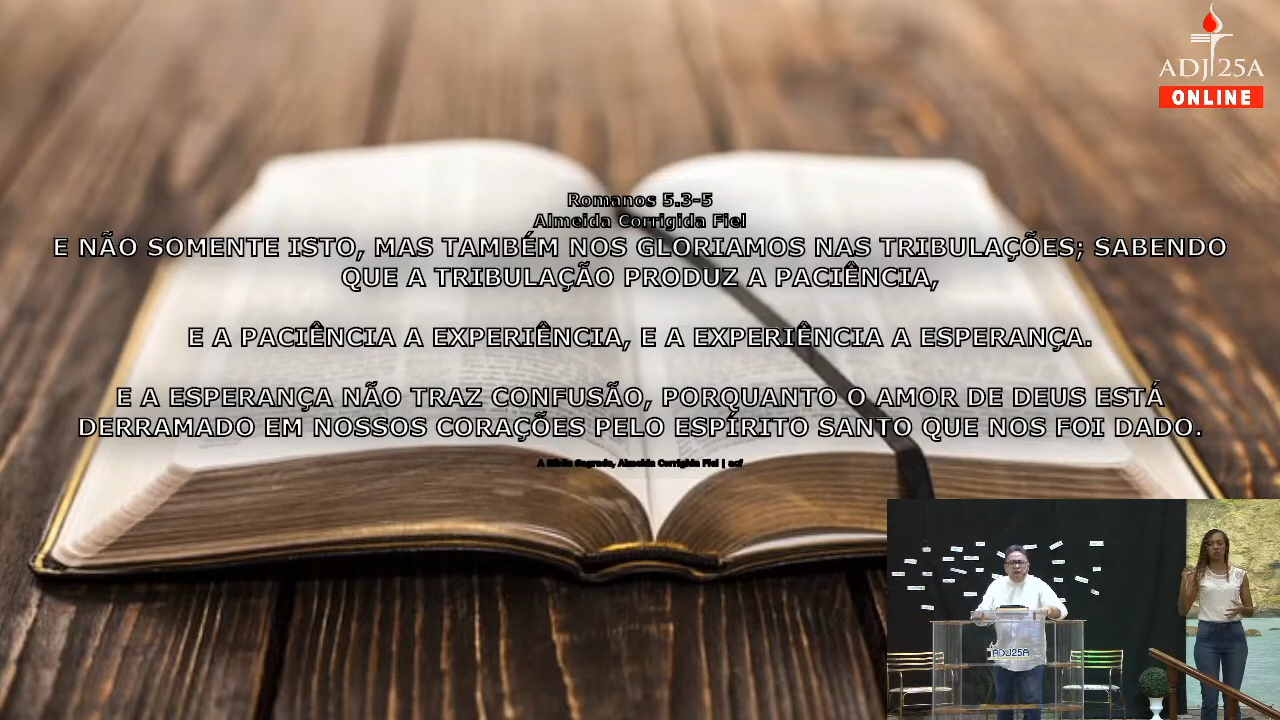 ADJ 25A
ONLINE
Romanos 5.3-5
Almeida Corrigida Fiel
E NÃO SOMENTE ISTO, MAS TAMBÉM NOS GLORIAMOS NAS TRIBULAÇÕES; SABENDO
QUE A TRIBULAÇÃO PRODUZ A PACIÊNCIA,
E A PACIÊNCIA A EXPERIÊNCIA, E A EXPERIÊNCIA A ESPERANÇA.
E A ESPERANÇA NÃO TRAZ CONFUSÃO, PORQUANTO O AMOR DE DEUS ESTÁ
DERRAMADO EM NOSSOS CORAÇÕES PELO ESPÍRITO SANTO QUE NOS FOI DADO.
A Bíblia Sagrada, Almeida Corrigida Fiel | acf
ADJ25A